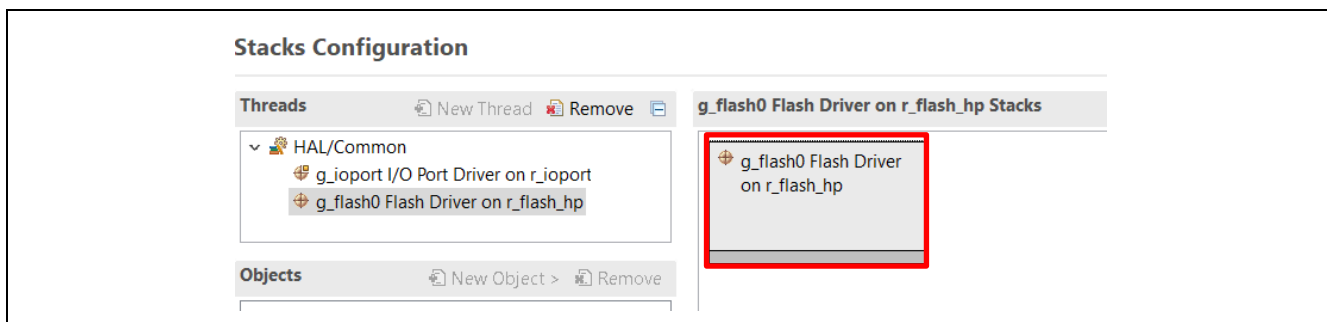 Stacks Configuration
Threads New Thread Remove
HAL/Common
g_ioport I/O Port Driver on r_ioport
g_flash0 Flash Driver on r_flash_hp
Objects New Object > Remove
g_flash0 Flash Driver on r_flash_hp Stacks
g_flash0 Flash Driver
on r_flash_hp